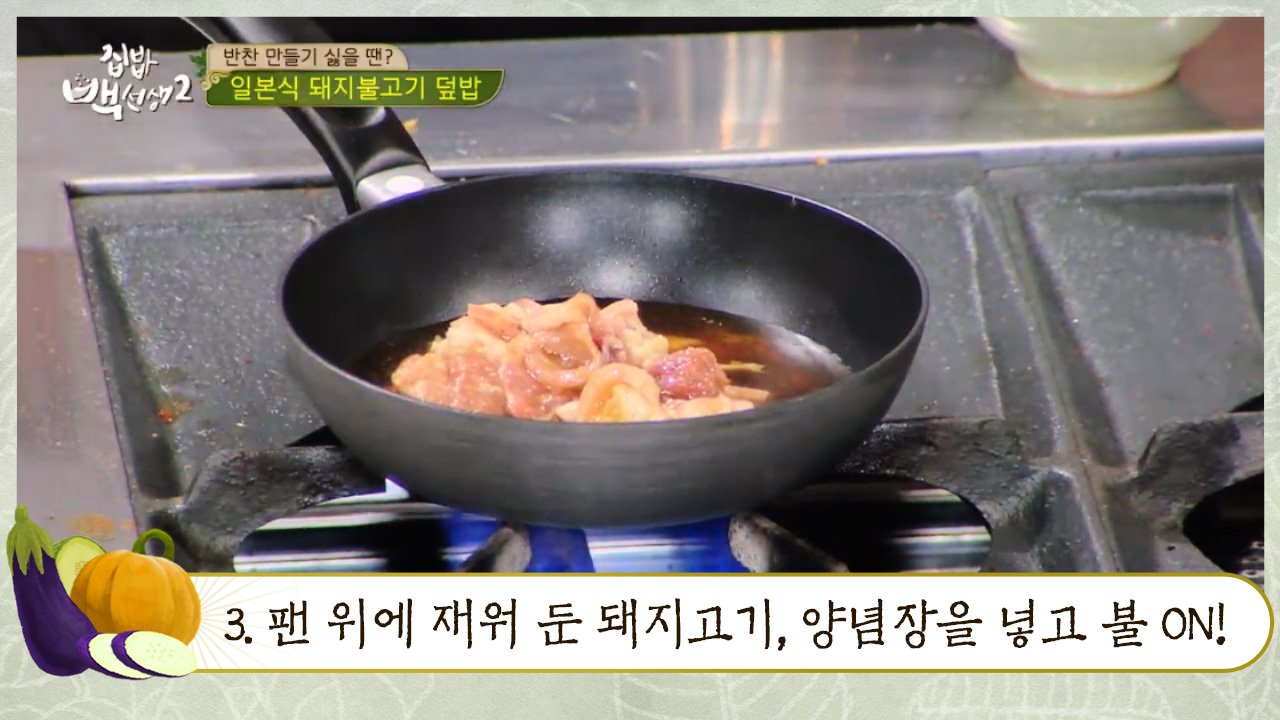 집밥
백선생2
반찬 만들기 싫을 땐?
일본식 돼지불고기 덮밥
3. 팬 위에 재워 둔 돼지고기, 양념장을 넣고 불 ON!